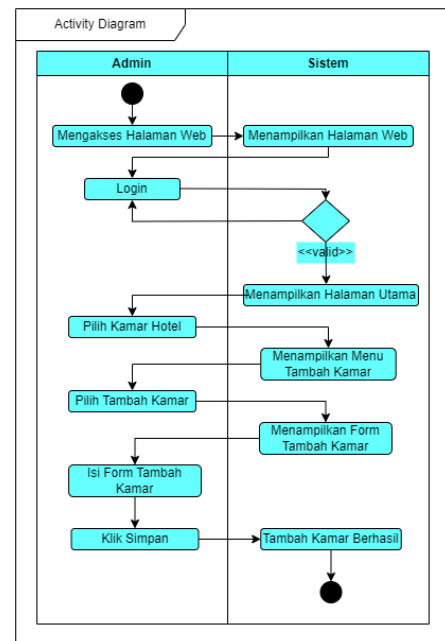 Activity Diagram
Admin
Sistem
Mengakses Halaman Web
Menampilkan Halaman Web
Login
<<valid>>
Menampilkan Halaman Utama
Pilih Kamar Hotel
Menampilkan Menu
Tambah Kamar
Pilih Tambah Kamar
Menampilkan Form
Tambah Kamar
Isi Form Tambah
Kamar
Klik Simpan
Tambah Kamar Berhasil